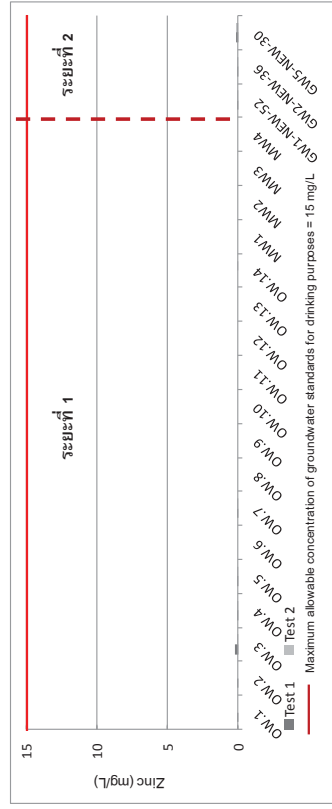 ระยะที่ 1
ระยะที่ 2
Zinc (mg/L)
15
10
5
0
OW.1
OW.2
OW.3
OW.4
OW.5
OW.6
OW.7
OW.8
OW.9
OW.10
OW.11
OW.12
OW.13
OW.14
MW1
MW2
MW3
MW4
GW1-NEW-52
GW2-NEW-36
GW5-NEW-30
Test 1
Test 2
Maximum allowable concentration of groundwater standards for drinking purposes = 15 mg/L